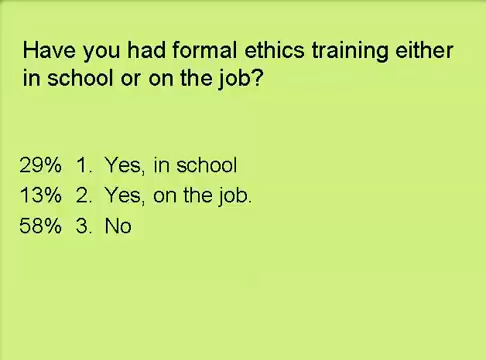 Have you had formal ethics training either
in school or on the job?
29% 1. Yes, in school
13% 2. Yes, on the job.
58% 3. No